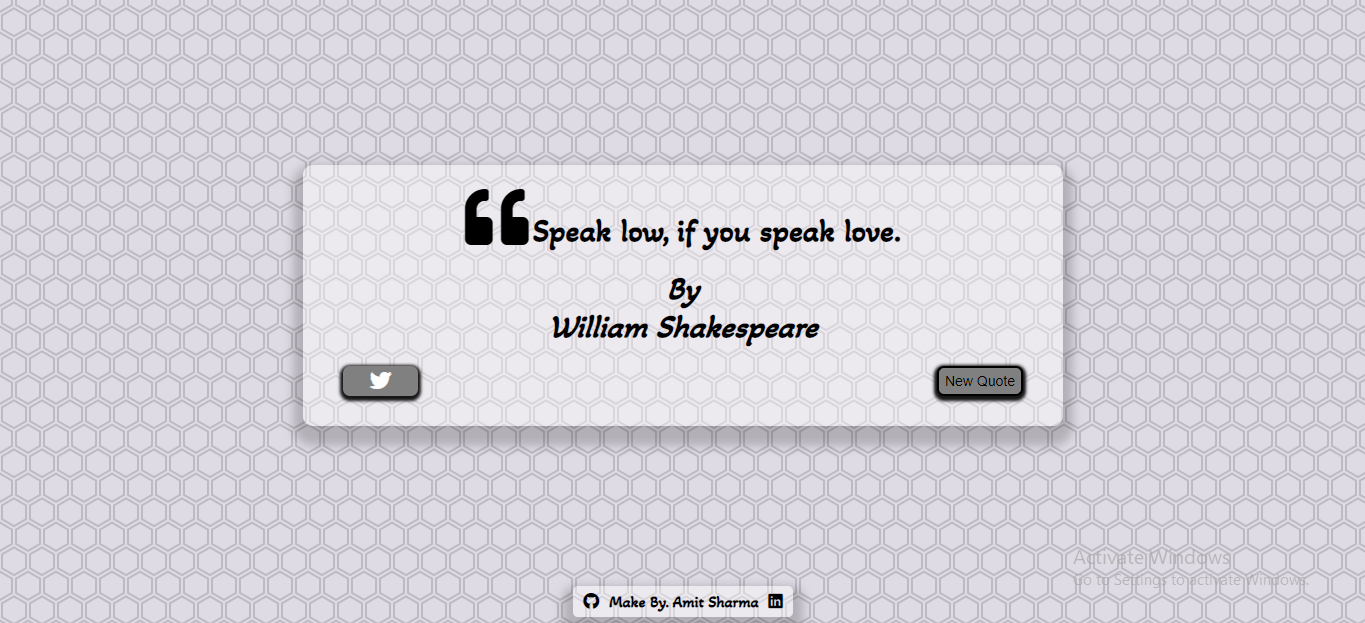 Speak low, if you speak love.
By
William Shakespeare
New Quote
Activate Windows
Go to Settings to activate Windows.
Make By. Amit Sharma